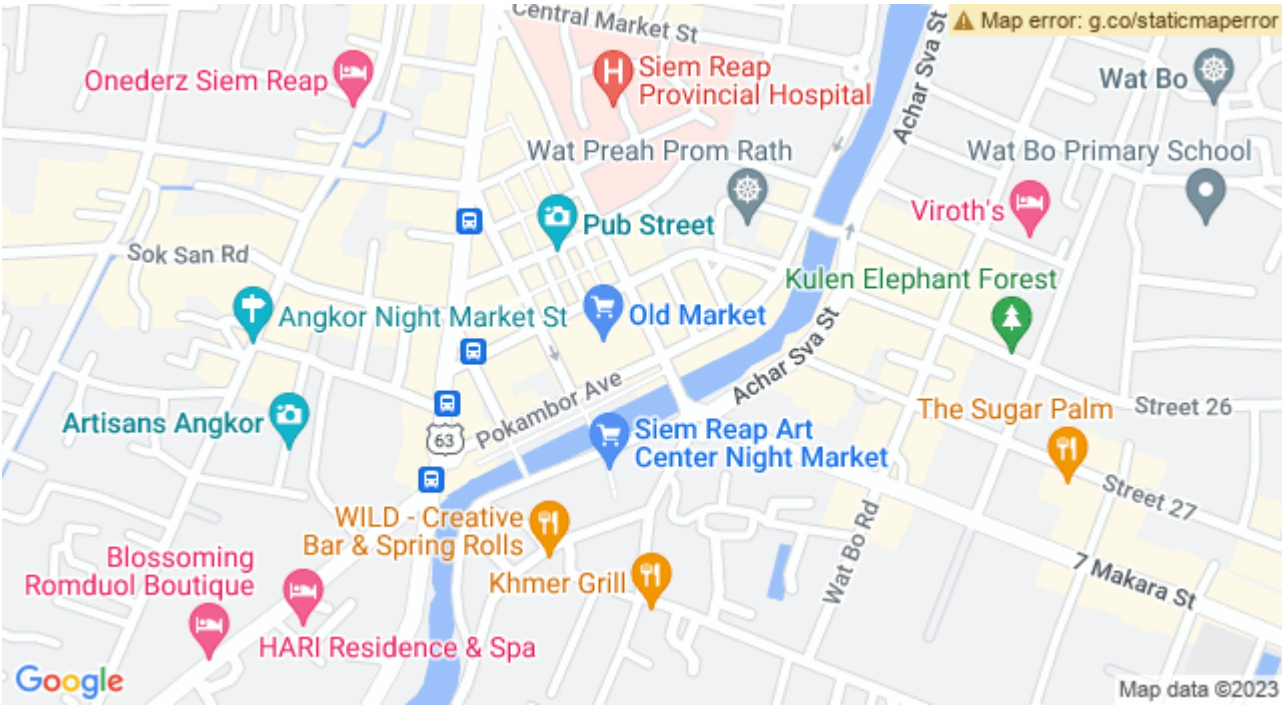 Central Market St
Map error: g.co/staticmaperror
Onederz Siem Reap
H
Siem Reap
Provincial Hospital
Achar Sva St
Wat Bo
Wat Preah Prom Rath
Wat Bo Primary School
Viroth's
Pub Street
Sok San Rd
Kulen Elephant Forest
Angkor Night Market St
Old Market
Achar Sva St
Pokambor Ave
Artisans Angkor
63
The Sugar Palm
Street 26
Siem Reap Art
Center Night Market
Street 27
WILD - Creative
Bar & Spring Rolls
Wat Bo Rd
Blossoming
Romduol Boutique
Khmer Grill
7 Makara St
HARI Residence & Spa
Google
Map data ©2023